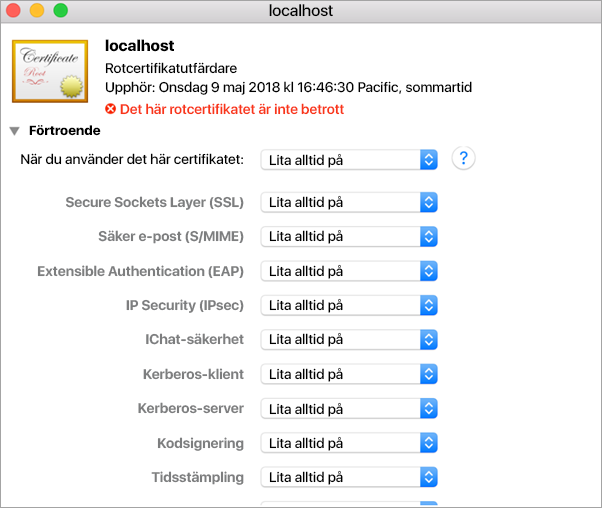 localhost
Certificate
Root
localhost
Rotcertifikatutfärdare
Upphör: Onsdag 9 maj 2018 kl 16:46:30 Pacific, sommartid
Det här rotcertifikatet är inte betrott
Förtroende
När du använder det här certifikatet: Lita alltid på ?
Secure Sockets Layer (SSL) Lita alltid på
Säker e-post (S/MIME) Lita alltid på
Extensible Authentication (EAP) Lita alltid på
IP Security (IPsec) Lita alltid på
IChat-säkerhet Lita alltid på
Kerberos-klient Lita alltid på
Kerberos-server Lita alltid på
Kodsignering Lita alltid på
Tidsstämpling Lita alltid på